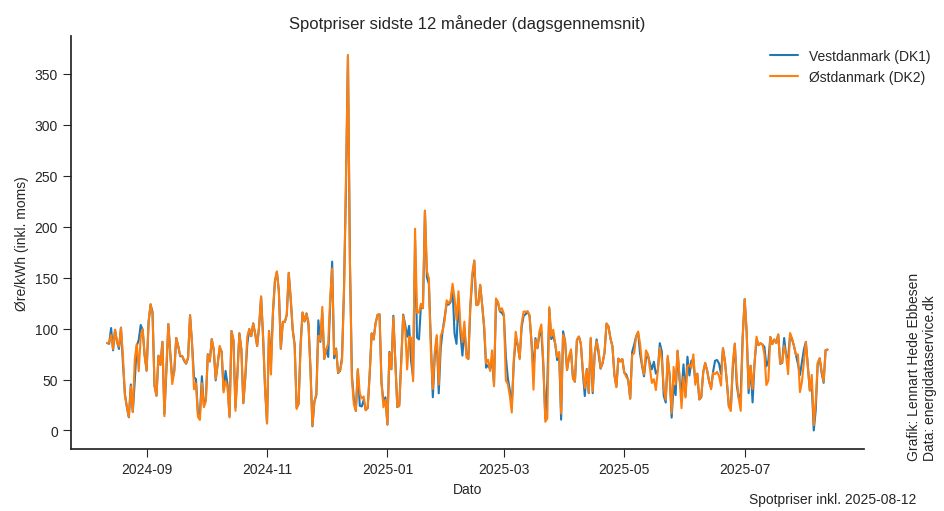 Spotpriser sidste 12 måneder (dagsgennemsnit)
Vestdanmark (DK1)
Østdanmark (DK2)
Øre/kWh (inkl. moms)
350
300
250
200
150
100
50
0
2024-09
2024-11
2025-01
2025-03
2025-05
2025-07
Dato
Grafik: Lennart Hede Ebbesen
Data: energidataservice.dk
Spotpriser inkl. 2025-08-12